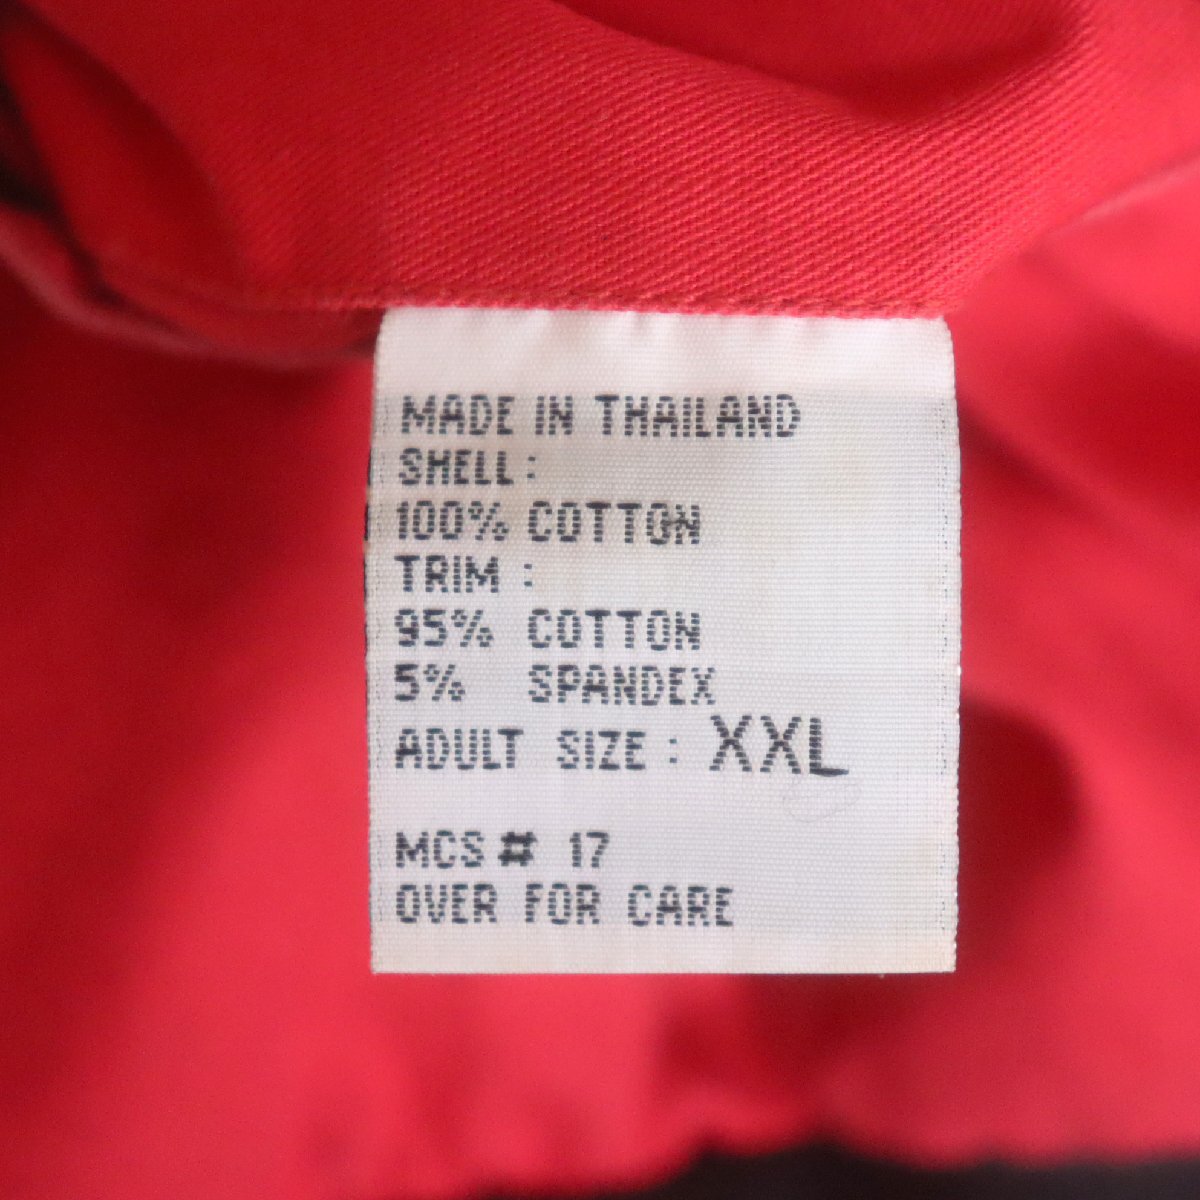 MADE IN THAILAND
SHELL:
100% COTTON
TRIM :
95% COTTON
5% SPANDEX
ADULT SIZE : XXL
MCS # 17
OVER FOR CARE